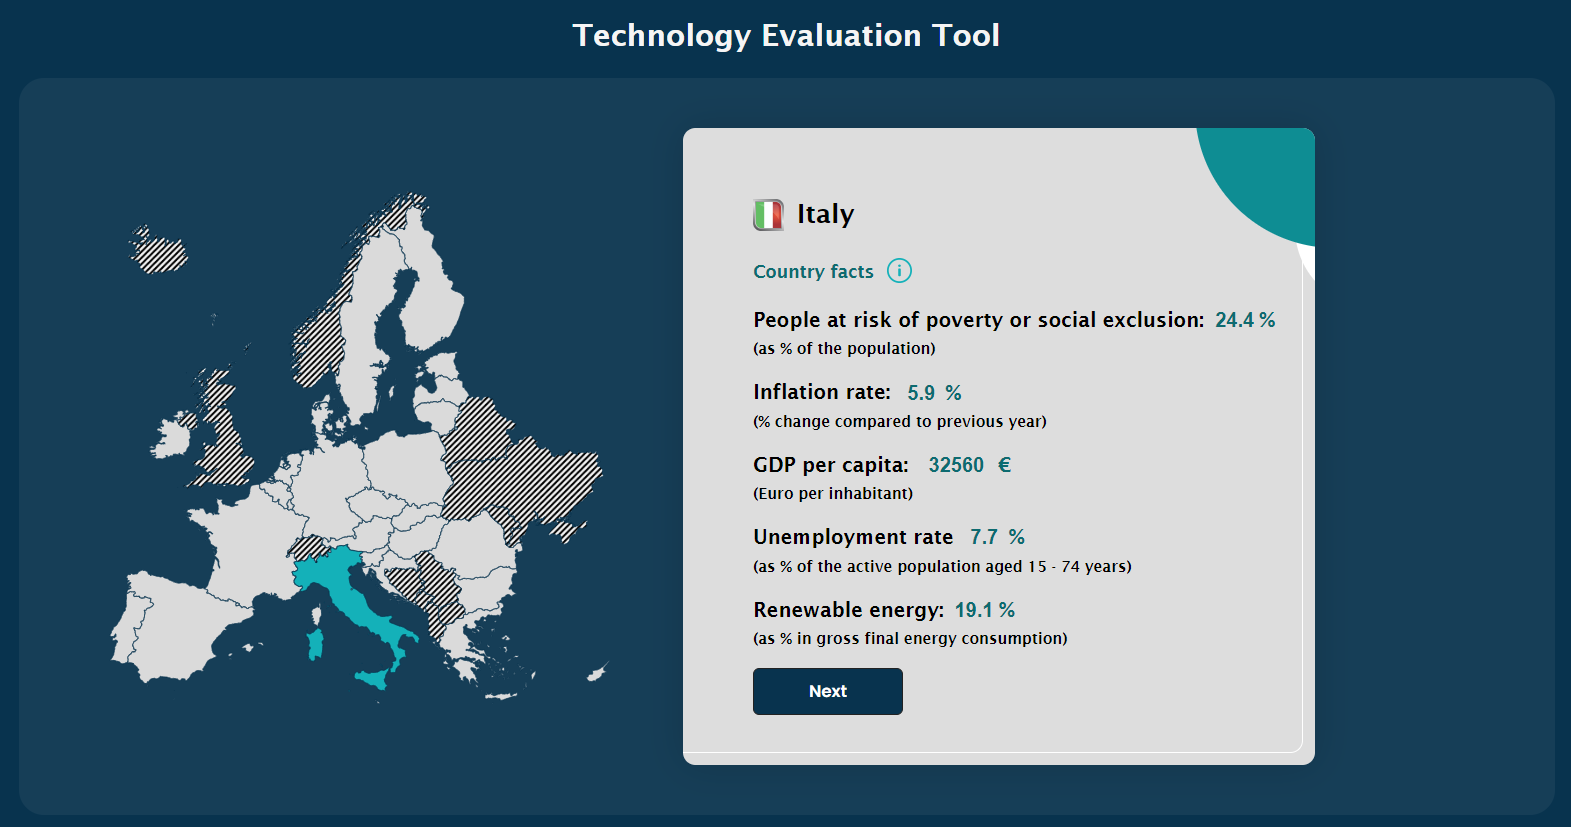 Technology Evaluation Tool
Italy
Country facts i
People at risk of poverty or social exclusion: 24.4 %
(as % of the population)
Inflation rate: 5.9 %
(% change compared to previous year)
GDP per capita: 32560 €
(Euro per inhabitant)
Unemployment rate 7.7 %
(as % of the active population aged 15 - 74 years)
Renewable energy: 19.1 %
(as % in gross final energy consumption)
Next